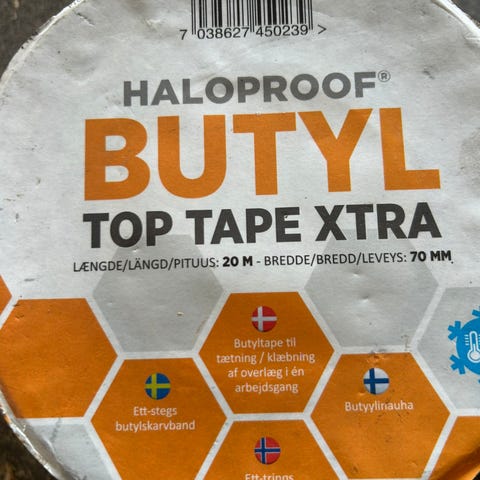 7 038627 450239 >
HALOPROOF®
BUTYL
TOP TAPE XTRA
LÆNGDE/LÄNGD/PITUUS: 20 M - BREDDE/BREDD/LEVEYS: 70 MM
Butyltape til
tætning / klæbning
af overlæg i én
arbejdsgang
Ett-stegs
butylskarvband
Butyylinauha
Ett-trings